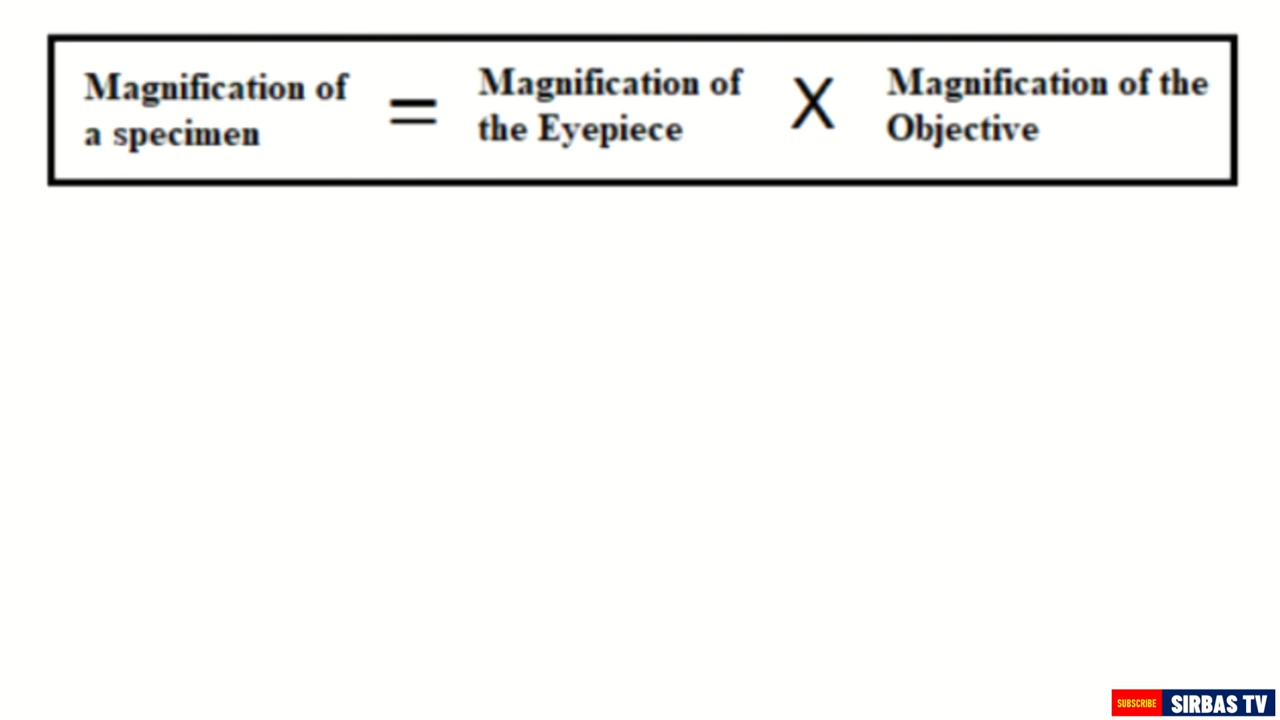 Magnification of
a specimen
=
Magnification of
the Eyepiece
X
Magnification of the
Objective
SUBSCRIBE
SIRBAS TV